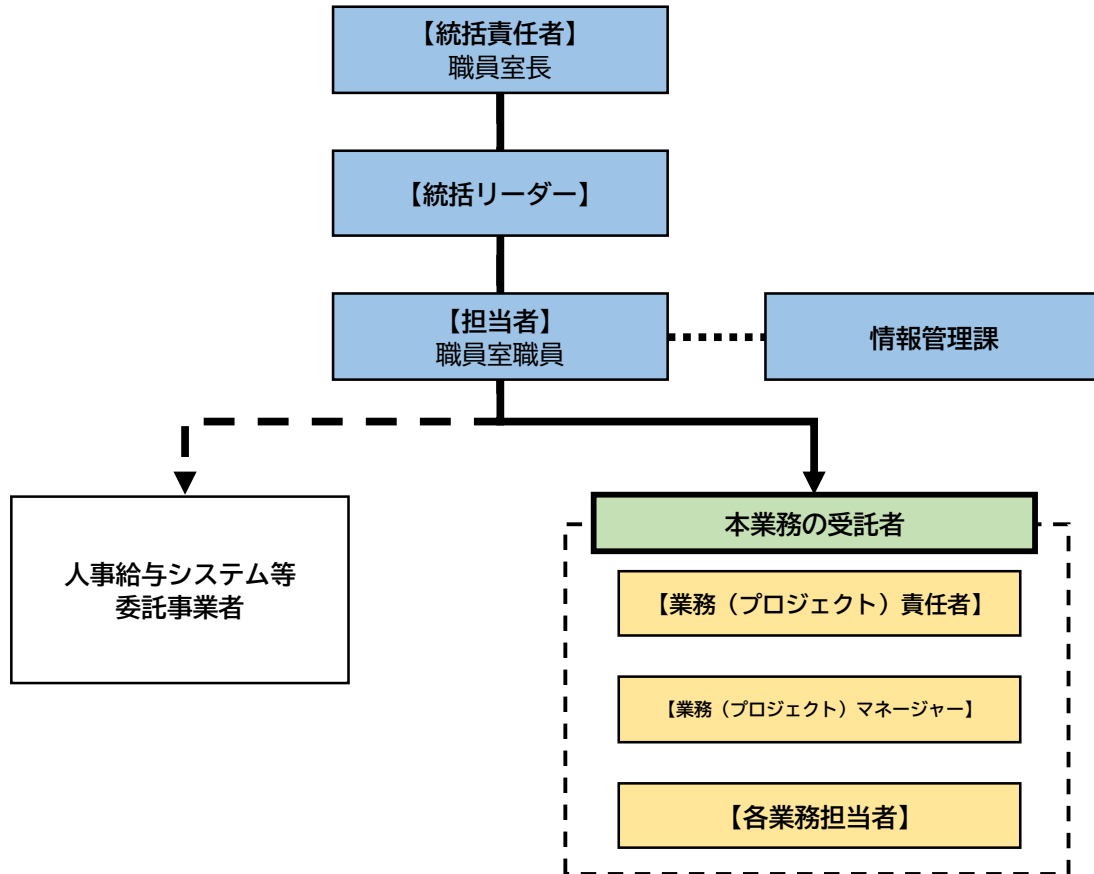 【統括責任者】
職員室長
【統括リーダー】
【担当者】
職員室職員
情報管理課
人事給与システム等
委託事業者
本業務の受託者
【業務（プロジェクト）責任者】
【業務（プロジェクト）マネージャー】
【各業務担当者】